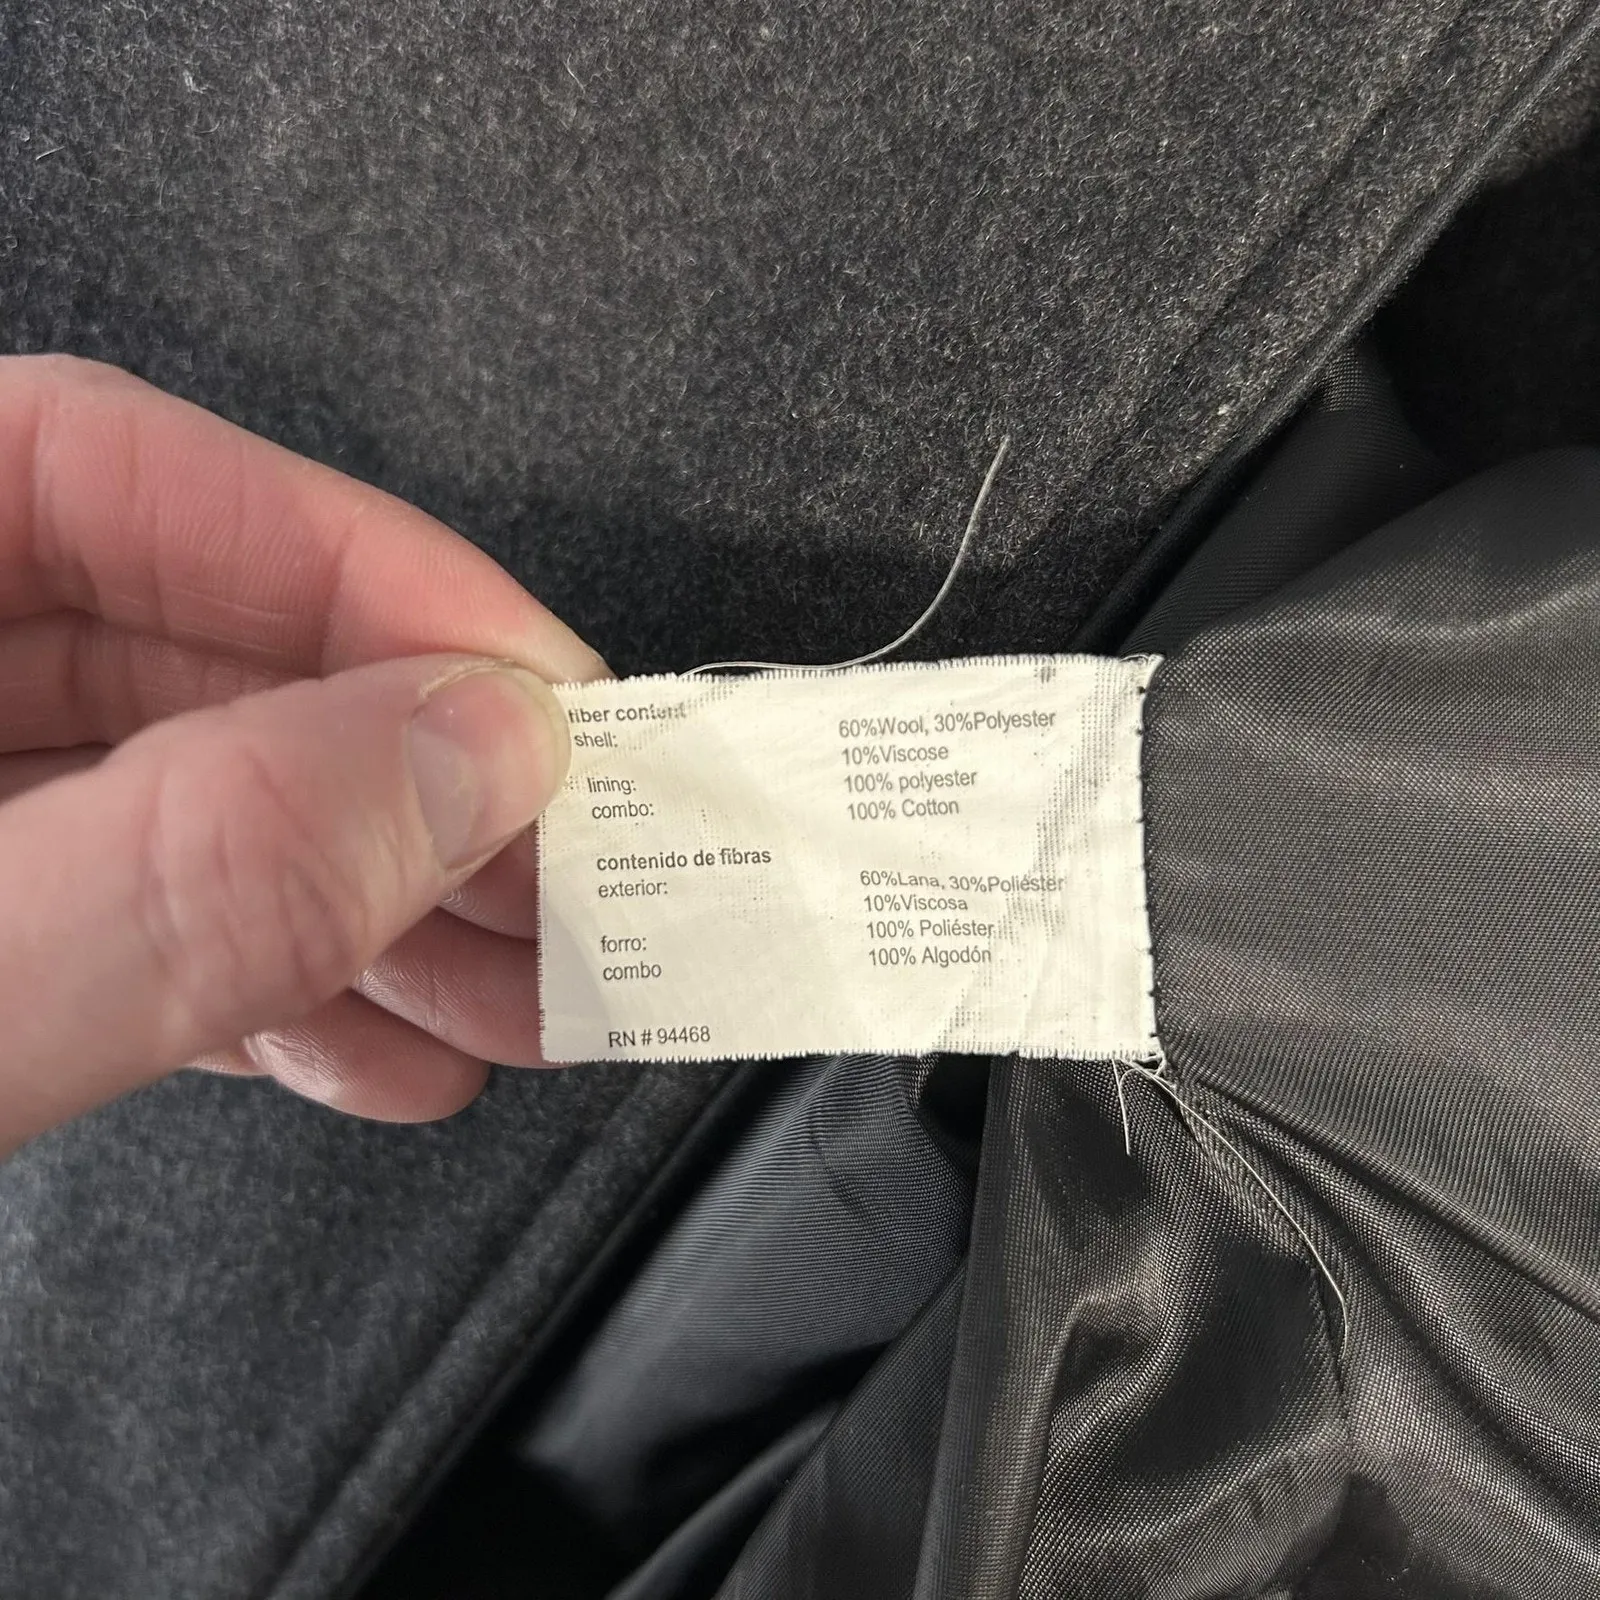 fiber content
shell: 60%Wool, 30%Polyester
10%Viscose
lining: 100% polyester
combo: 100% Cotton
contenido de fibras
exterior: 60%Lana, 30%Poliéster
10%Viscosa
forro: 100% Poliéster
combo 100% Algodón
RN # 94468